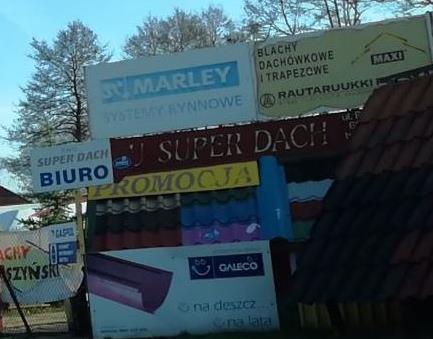 MARLEY
SYSTEMY RYNNOWE
BLACHY
DACHÓWKOWE
I TRAPEZOWE
MAXI
RAUTARUUKKI
SUPER DACH
BIURO
U SUPER DACH
PROMOCJA
GAMRAT
GALECO
na deszcz...
na lata